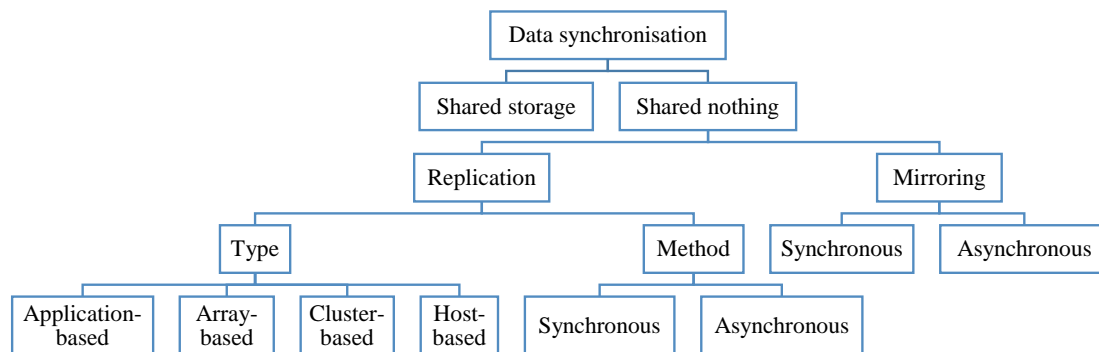 Data synchronisation
Shared storage
Shared nothing
Replication
Mirroring
Type
Method
Synchronous
Asynchronous
Application-
based
Array-
based
Cluster-
based
Host-
based
Synchronous
Asynchronous